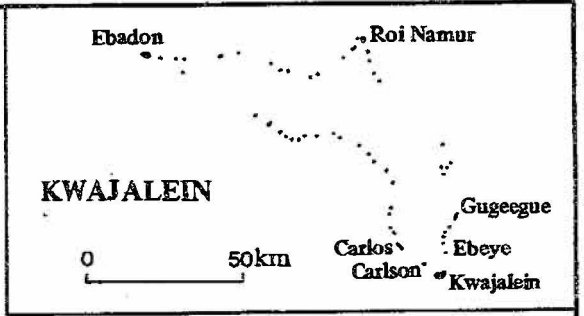 Ebadon
Roi Namur
KWAJALEIN
Gugeegue
Carlos
Ebeye
Carlson
Kwajalein
0 50km